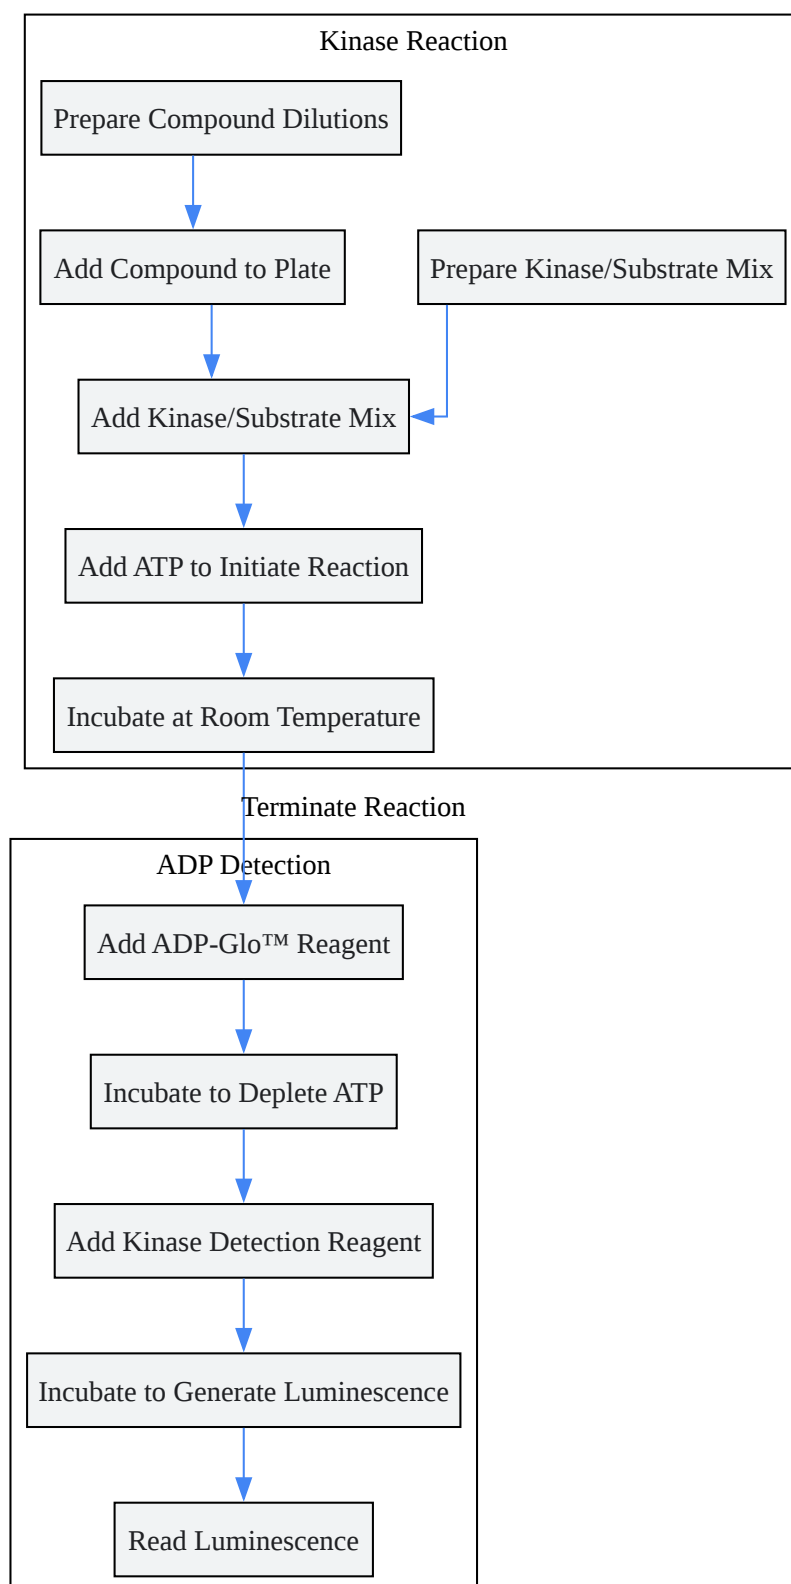 Kinase Reaction
Prepare Compound Dilutions
Add Compound to Plate
Prepare Kinase/Substrate Mix
Add Kinase/Substrate Mix
Add ATP to Initiate Reaction
Incubate at Room Temperature
Terminate Reaction
ADP Detection
Add ADP-Glo™ Reagent
Incubate to Deplete ATP
Add Kinase Detection Reagent
Incubate to Generate Luminescence
Read Luminescence